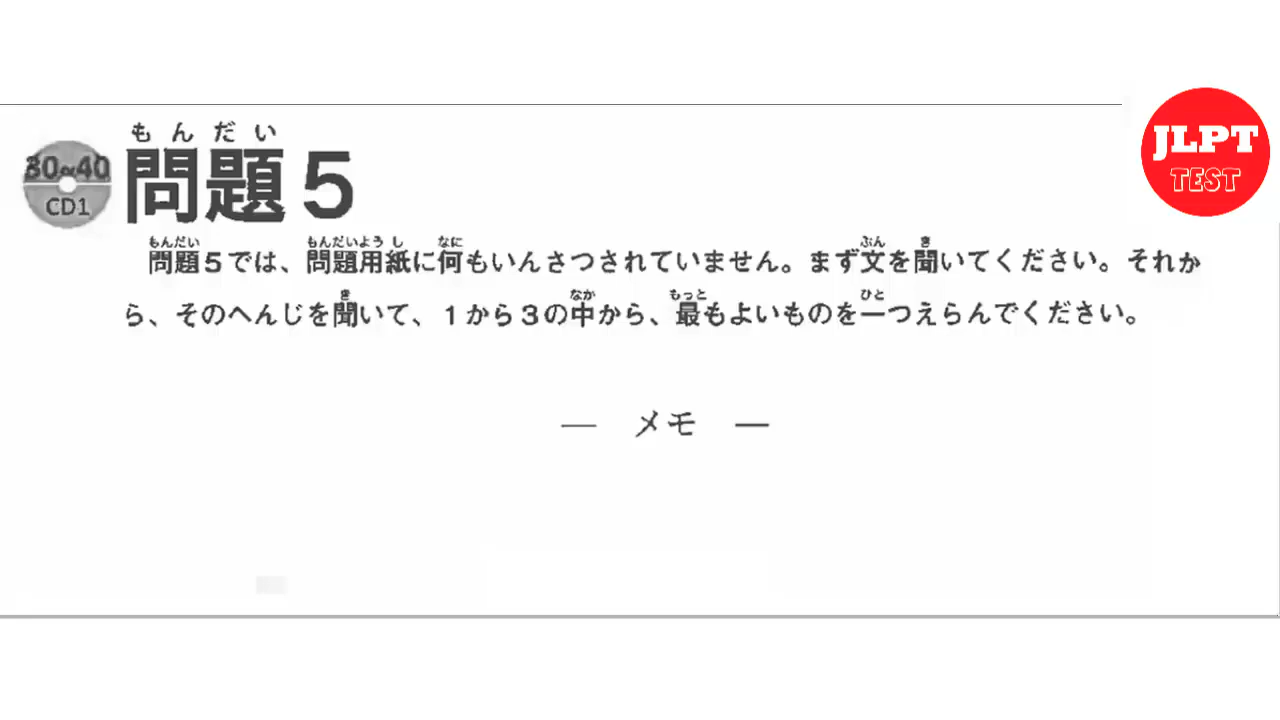 もんだい
30~40
CD1
問題5
JLPT
TEST
もんだい もんだいようし なに ぶん き
問題5では、問題用紙に何もいんさつされていません。まず文を聞いてください。それか
き なか もっと ひと
ら、そのへんじを聞いて、1から3の中から、最もよいものを一つえらんでください。
― メモ ―